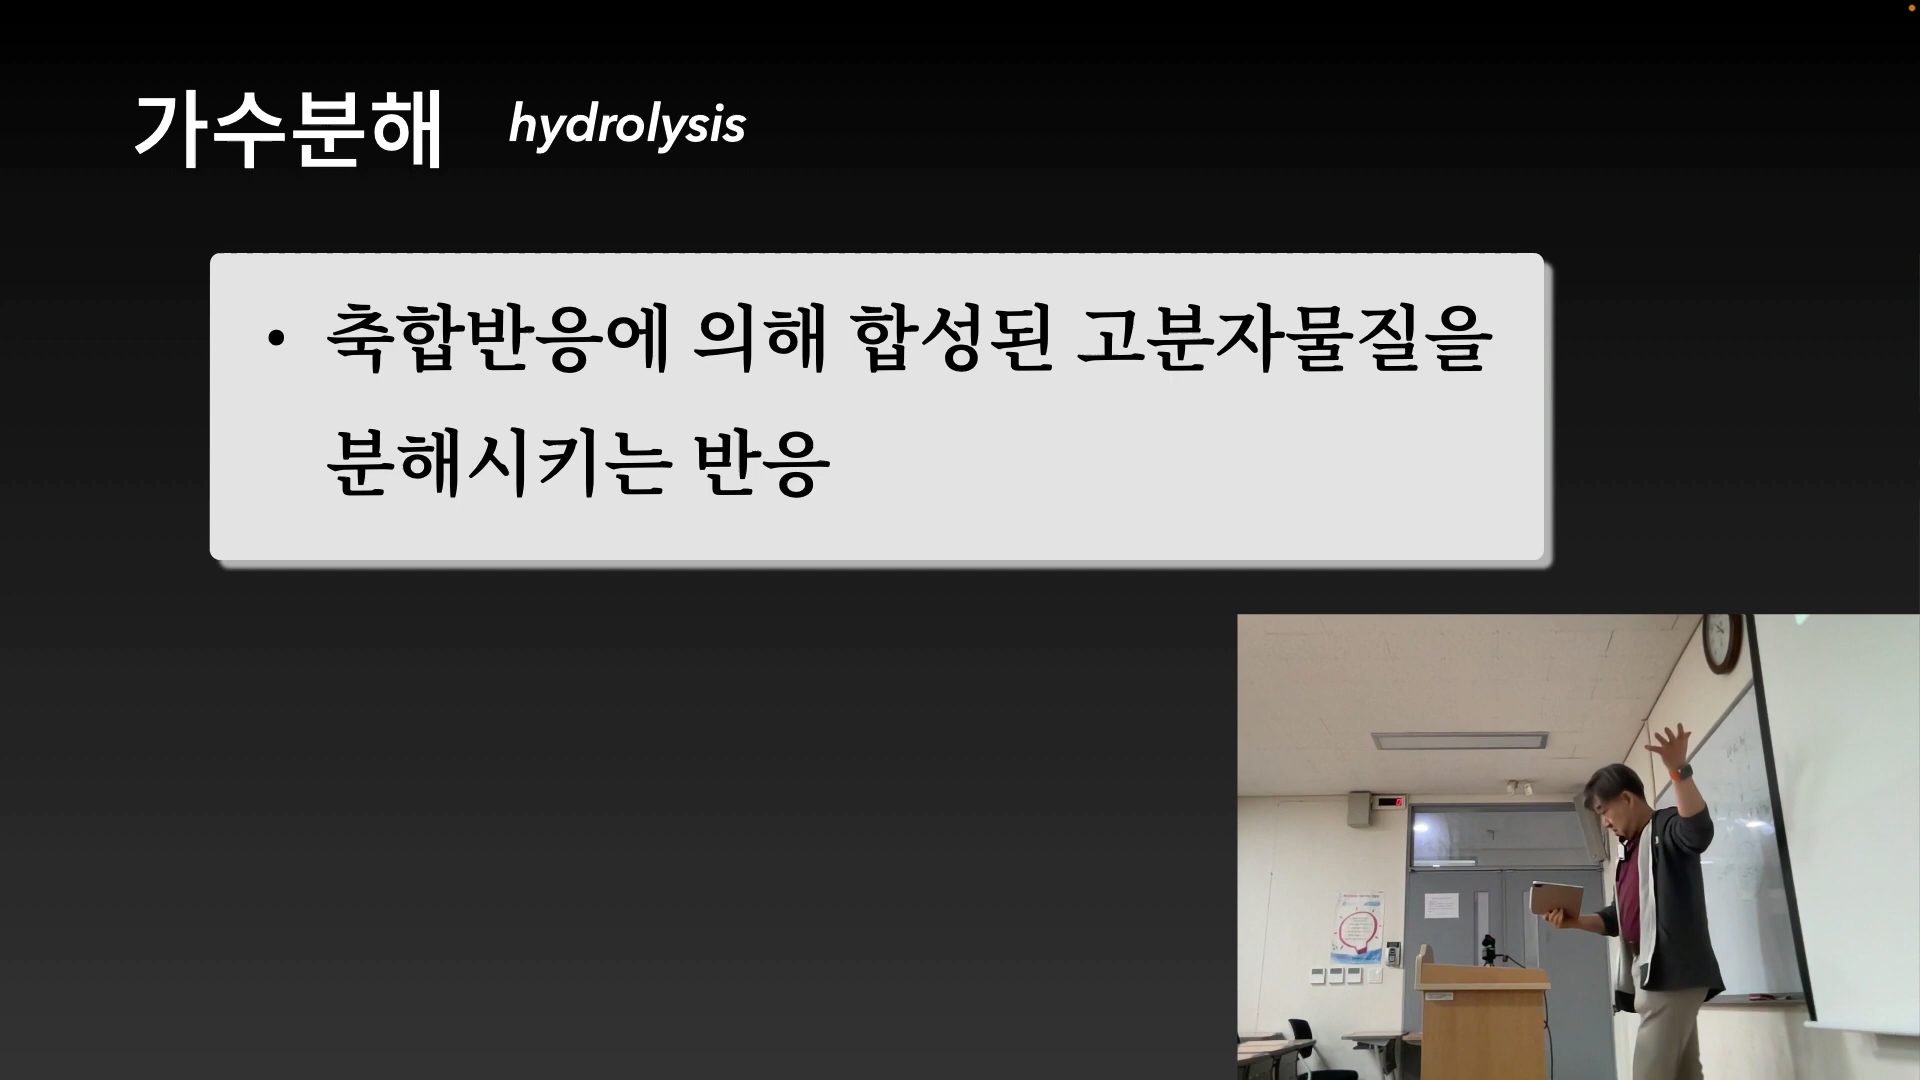 가수분해 hydrolysis
• 축합반응에 의해 합성된 고분자물질을
분해시키는 반응